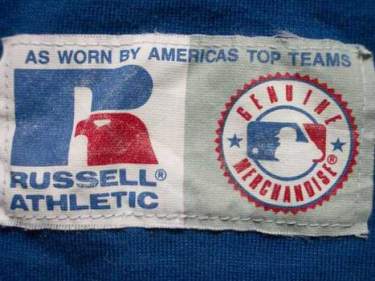 AS WORN BY AMERICAS TOP TEAMS
RUSSELL®
ATHLETIC
GENUINE
MERCHANDISE®